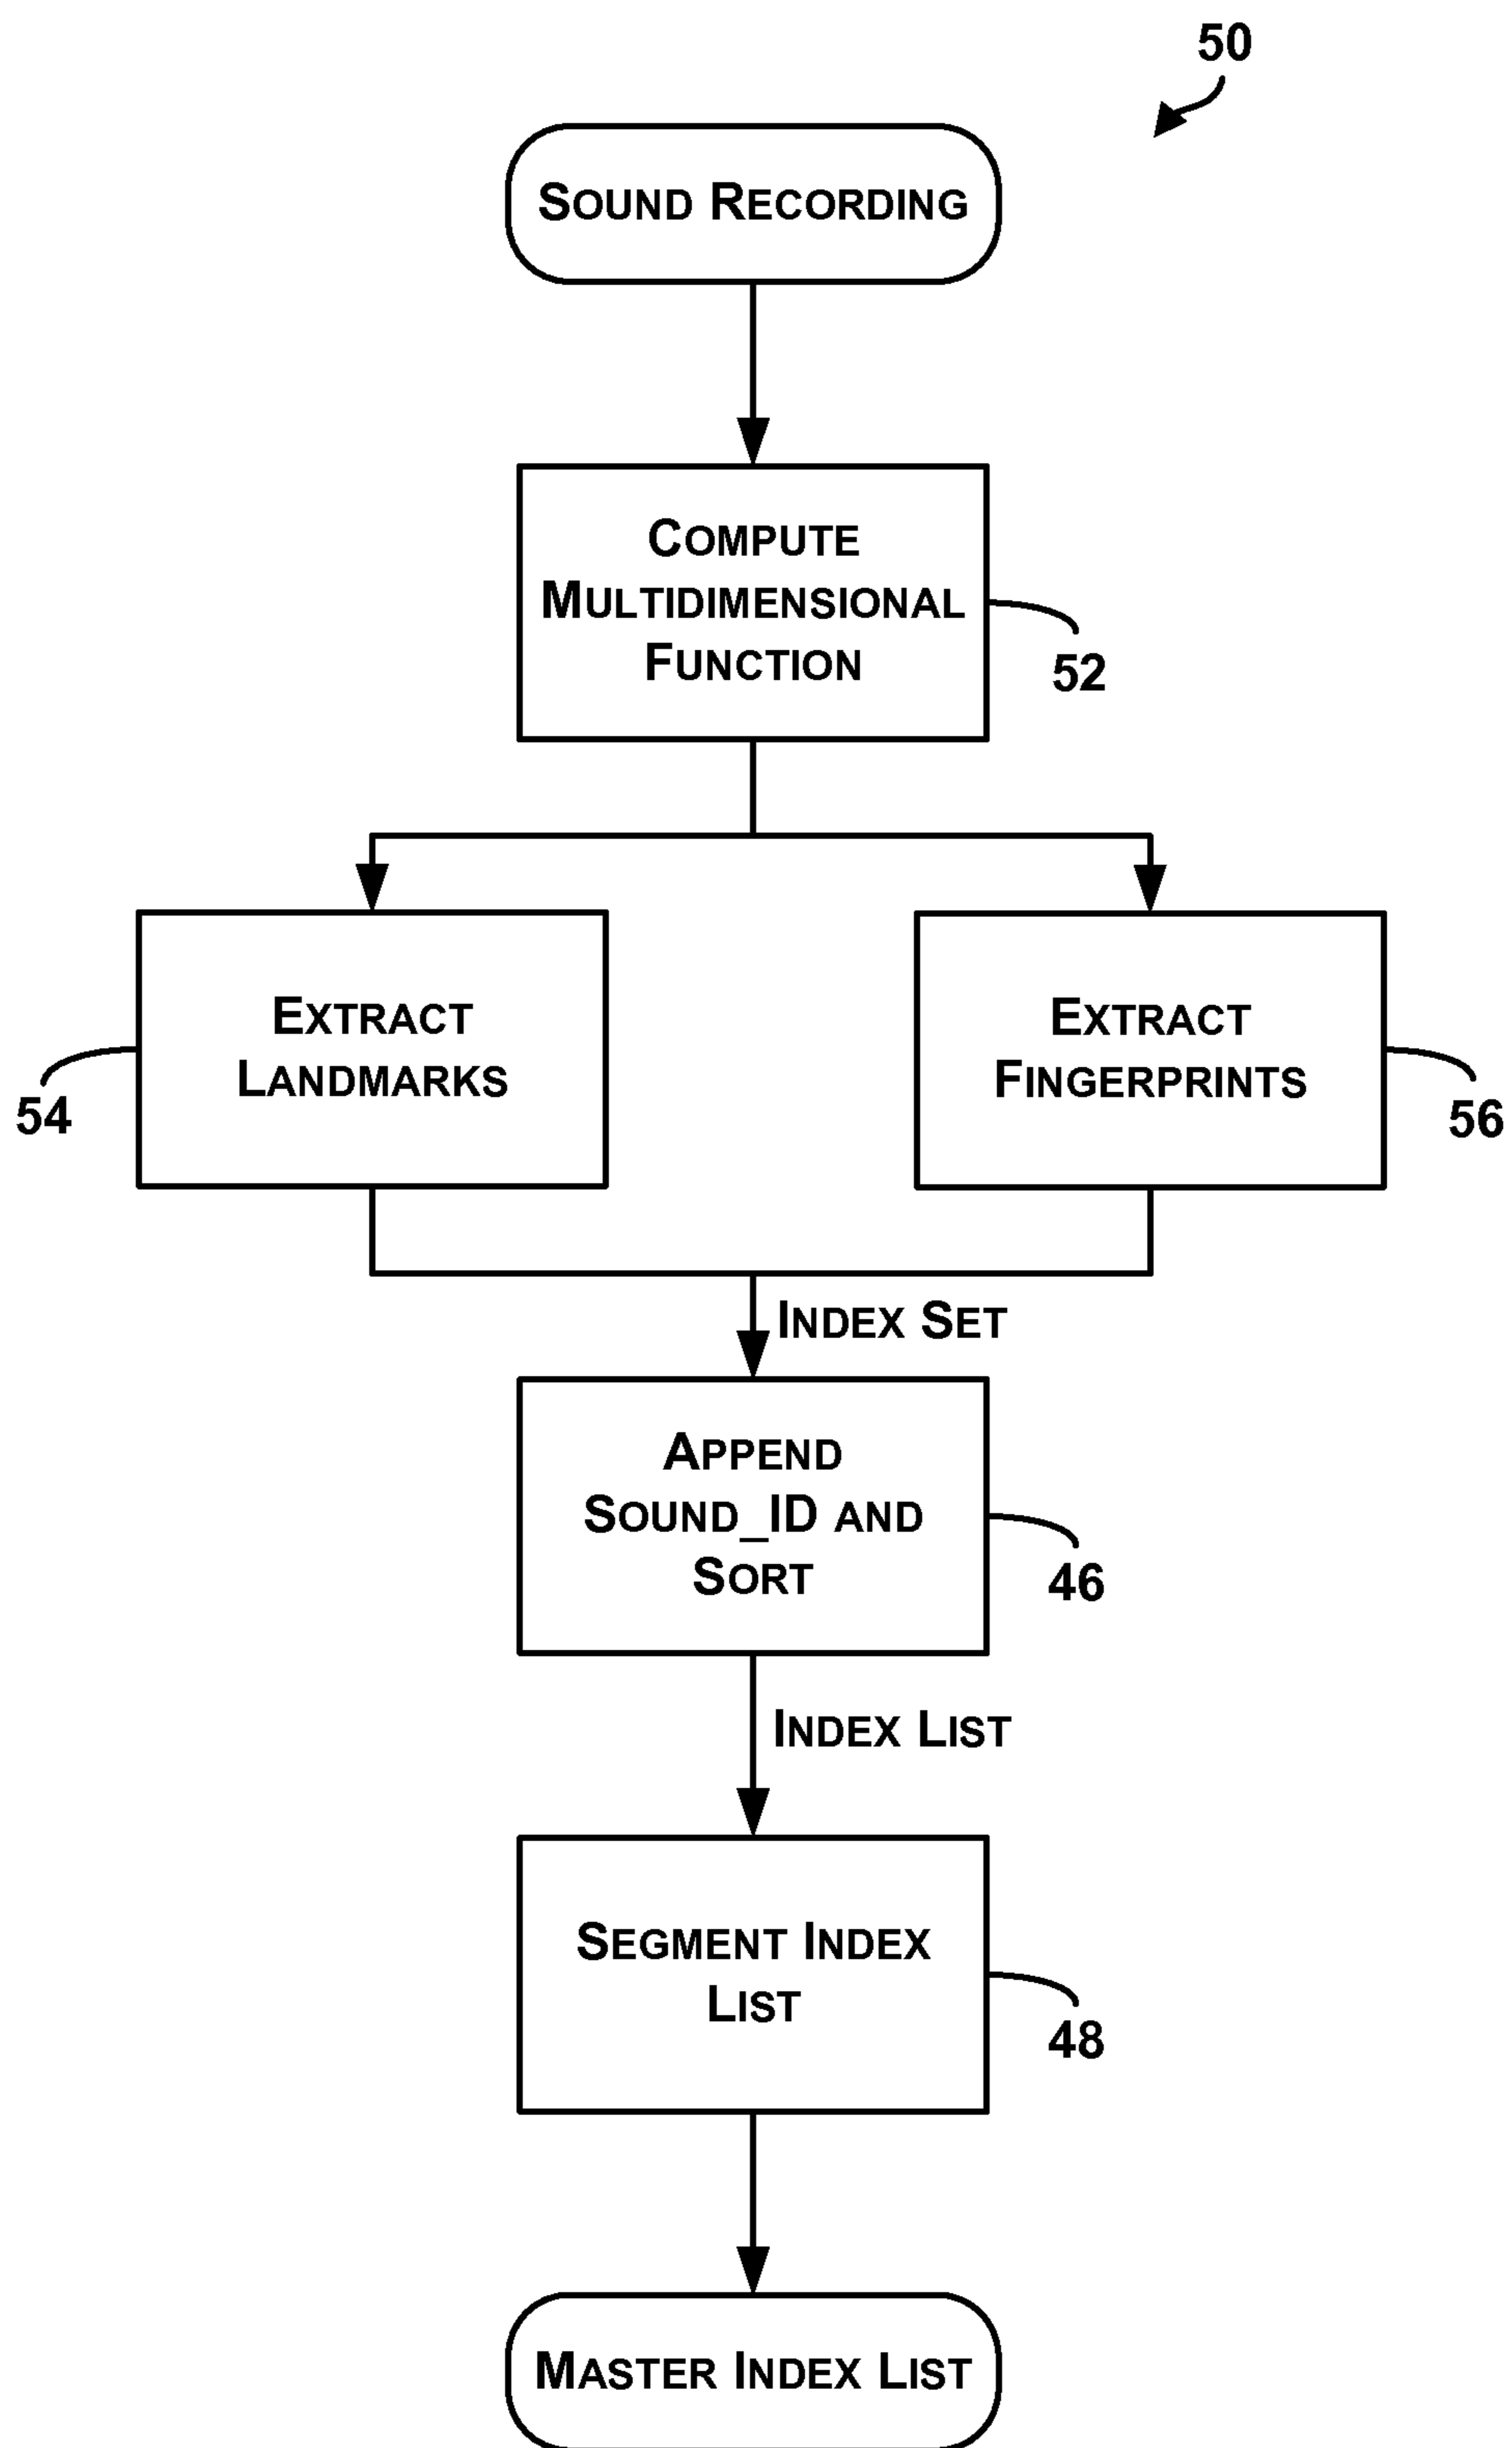 50
SOUND RECORDING
COMPUTE
MULTIDIMENSIONAL
FUNCTION
52
EXTRACT
LANDMARKS
54
EXTRACT
FINGERPRINTS
56
INDEX SET
APPEND
SOUND_ID AND
SORT
46
INDEX LIST
SEGMENT INDEX
LIST
48
MASTER INDEX LIST